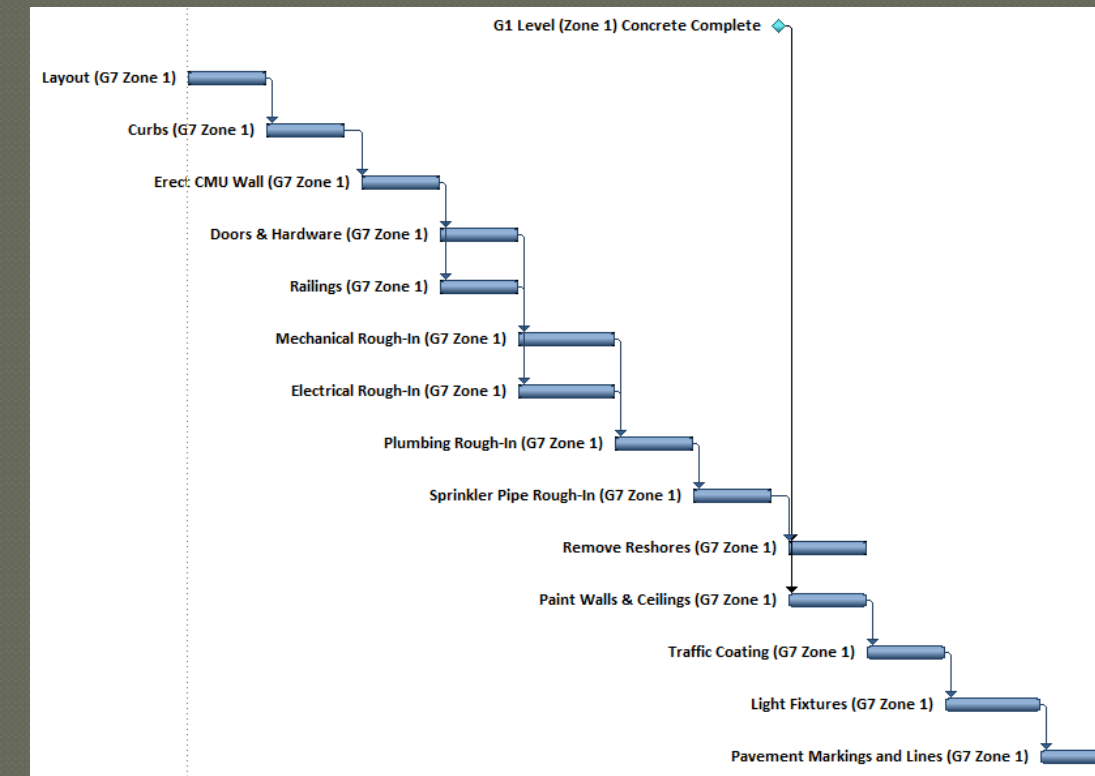 G1 Level (Zone 1) Concrete Complete
Layout (G7 Zone 1)
Curbs (G7 Zone 1)
Erect CMU Wall (G7 Zone 1)
Doors & Hardware (G7 Zone 1)
Railings (G7 Zone 1)
Mechanical Rough-In (G7 Zone 1)
Electrical Rough-In (G7 Zone 1)
Plumbing Rough-In (G7 Zone 1)
Sprinkler Pipe Rough-In (G7 Zone 1)
Remove Reshores (G7 Zone 1)
Paint Walls & Ceilings (G7 Zone 1)
Traffic Coating (G7 Zone 1)
Light Fixtures (G7 Zone 1)
Pavement Markings and Lines (G7 Zone 1)